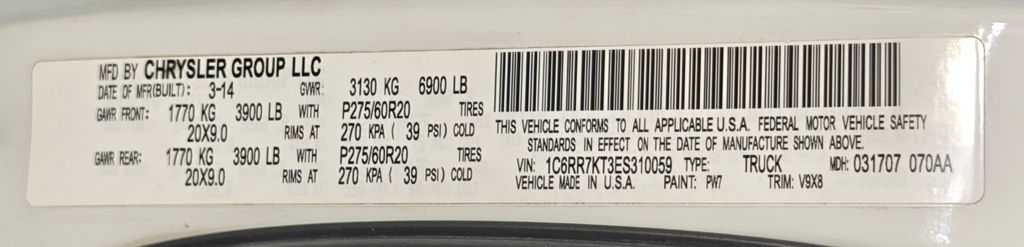 MFD BY CHRYSLER GROUP LLC
DATE OF MFR(BUILT): 3-14 GVWR: 3130 KG 6900 LB
GAWR FRONT: 1770 KG 3900 LB WITH P275/60R20 TIRES
20X9.0 RIMS AT 270 KPA ( 39 PSI) COLD
GAWR REAR: 1770 KG 3900 LB WITH P275/60R20 TIRES
20X9.0 RIMS AT 270 KPA ( 39 PSI) COLD
THIS VEHICLE CONFORMS TO ALL APPLICABLE U.S.A. FEDERAL MOTOR VEHICLE SAFETY
STANDARDS IN EFFECT ON THE DATE OF MANUFACTURE SHOWN ABOVE.
VIN: 1C6RR7KT3ES310059 TYPE: TRUCK MDH: 031707 070AA
VEHICLE MADE IN U.S.A. PAINT: PW7 TRIM: V9X8